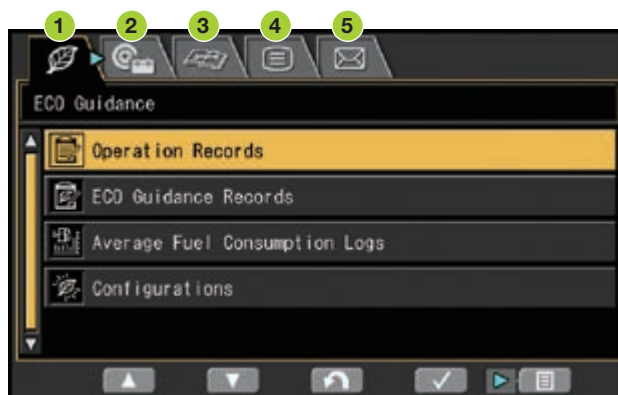 1 2 3 4 5
ECO Guidance
Operation Records
ECO Guidance Records
Average Fuel Consumption Logs
Configurations